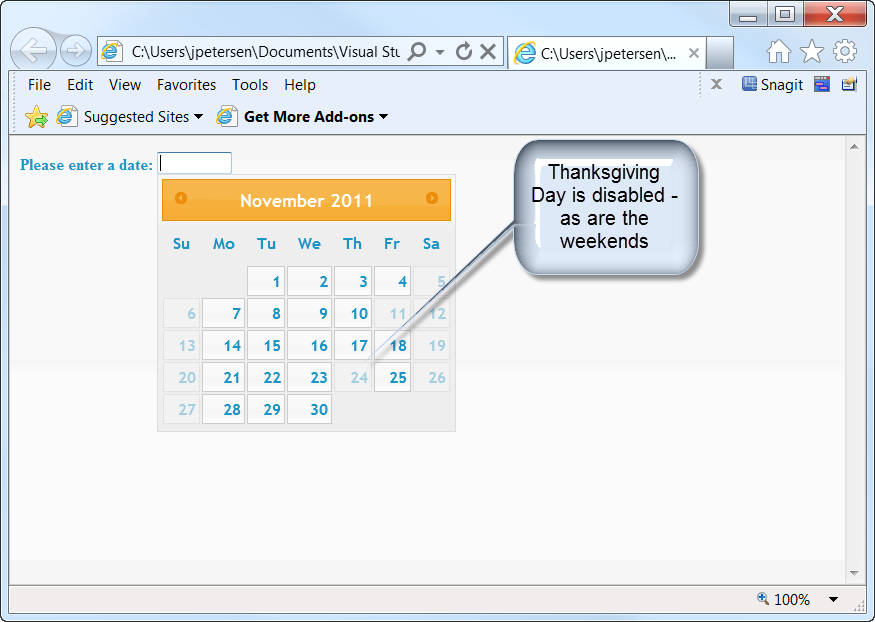 C:\Users\jpetersen\Documents\Visual Stu
C:\Users\jpetersen\...
File Edit View Favorites Tools Help
Snagit
Suggested Sites Get More Add-ons
Please enter a date:
November 2011
Su Mo Tu We Th Fr Sa
1 2 3 4 5
6 7 8 9 10 11 12
13 14 15 16 17 18 19
20 21 22 23 24 25 26
27 28 29 30
Thanksgiving
Day is disabled -
as are the
weekends
100%